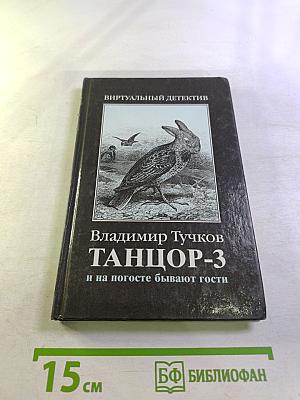 ВИРТУАЛЬНЫЙ ДЕТЕКТИВ
Владимир Тучков
ТАНЦОР-3
и на погосте бывают гости
15 см
БФ БИБЛИОФАН